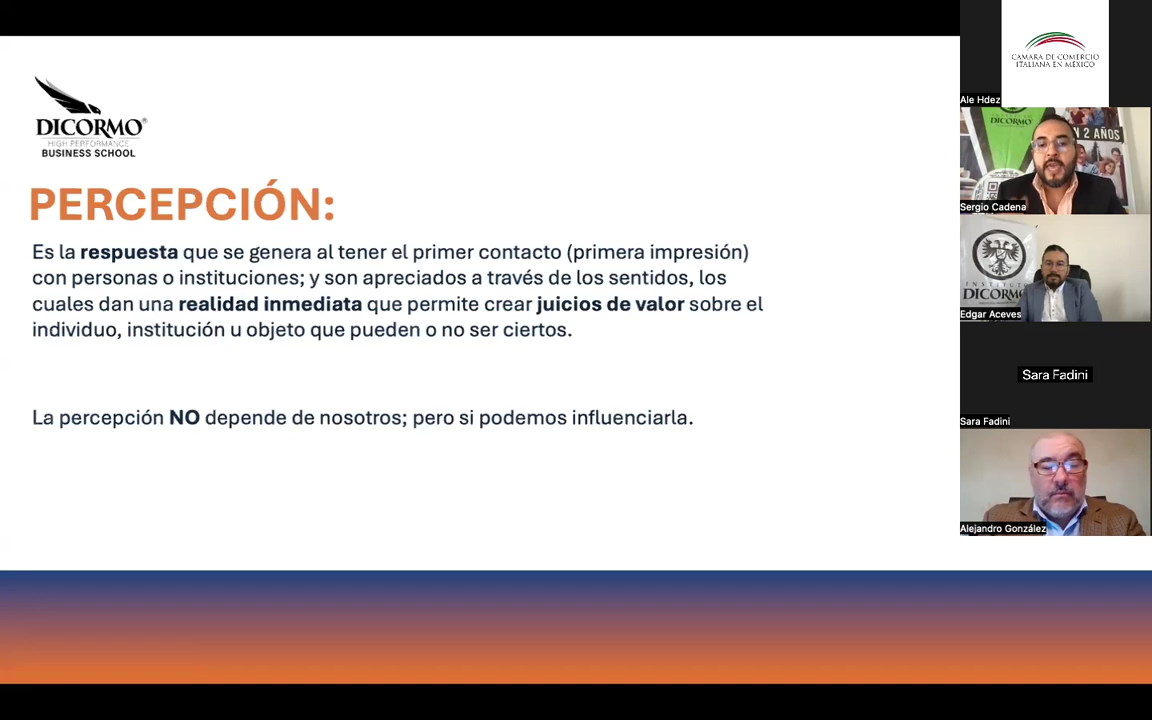 DICORMO®
HIGH PERFORMANCE
BUSINESS SCHOOL
PERCEPCIÓN:
Es la respuesta que se genera al tener el primer contacto (primera impresión)
con personas o instituciones; y son apreciados a través de los sentidos, los
cuales dan una realidad inmediata que permite crear juicios de valor sobre el
individuo, institución u objeto que pueden o no ser ciertos.
La percepción NO depende de nosotros; pero si podemos influenciarla.
CAMARA DE COMERCIO
ITALIANA EN MÉXICO
Ale Hdez
DICORMO
N 2 AÑOS
Sergio Cadena
INSTITUTO
DICORMO
Edgar Aceves
Sara Fadini
Sara Fadini
Alejandro González